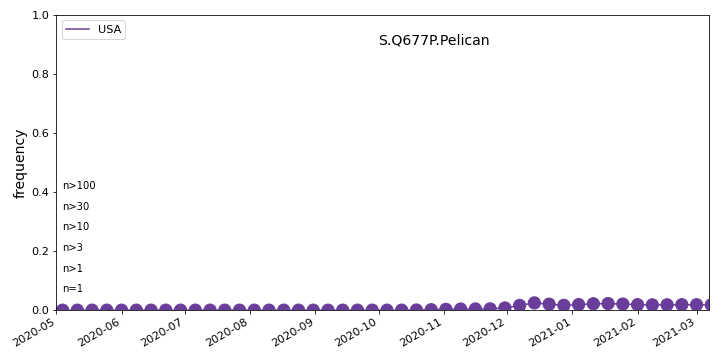 USA
S.Q677P.Pelican
frequency
1.0
0.8
0.6
0.4
0.2
0.0
n>100
n>30
n>10
n>3
n>1
n=1
2020-05
2020-06
2020-07
2020-08
2020-09
2020-10
2020-11
2020-12
2021-01
2021-02
2021-03